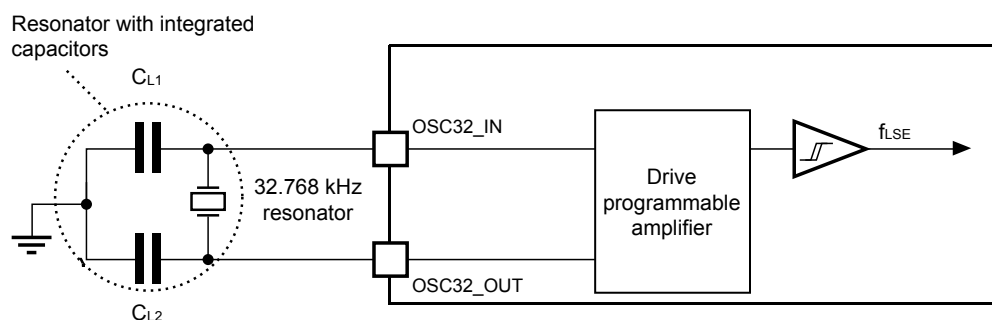 Resonator with integrated
capacitors
CL1
OSC32_IN
fLSE
32.768 kHz
resonator
Drive
programmable
amplifier
OSC32_OUT
CL2